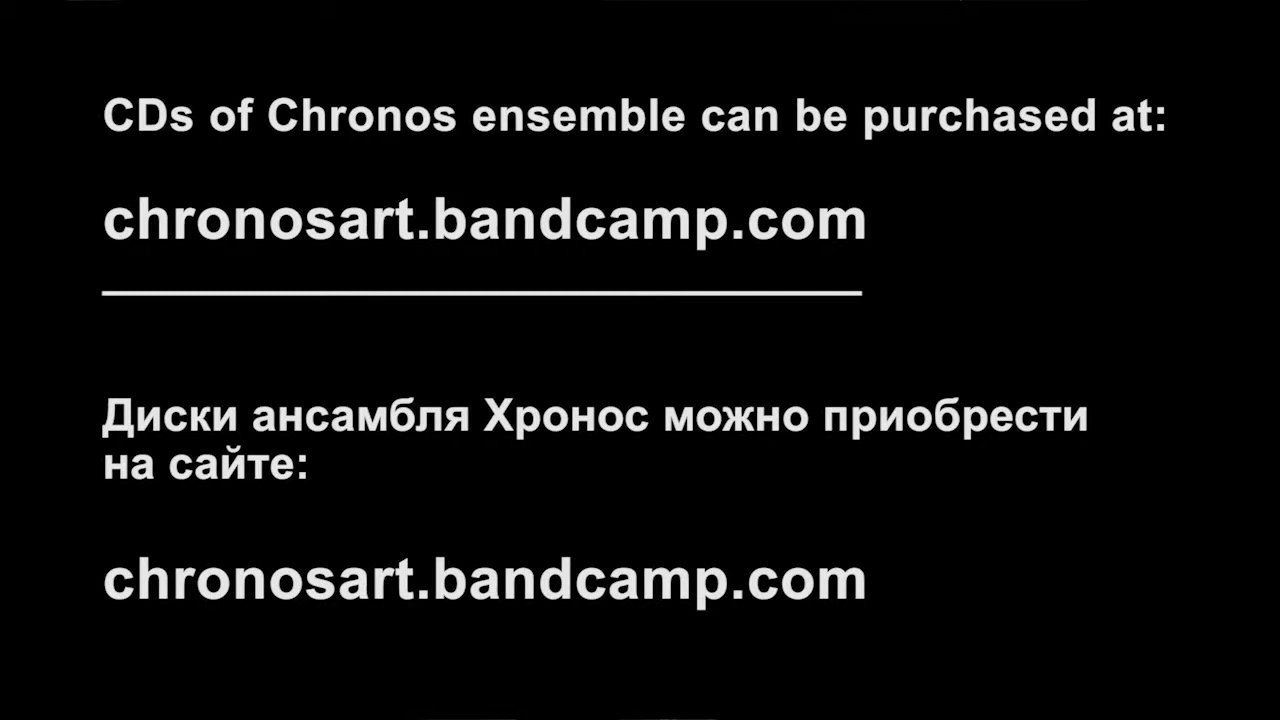 CDs of Chronos ensemble can be purchased at:
chronosart.bandcamp.com
Диски ансамбля Хронос можно приобрести
на сайте:
chronosart.bandcamp.com